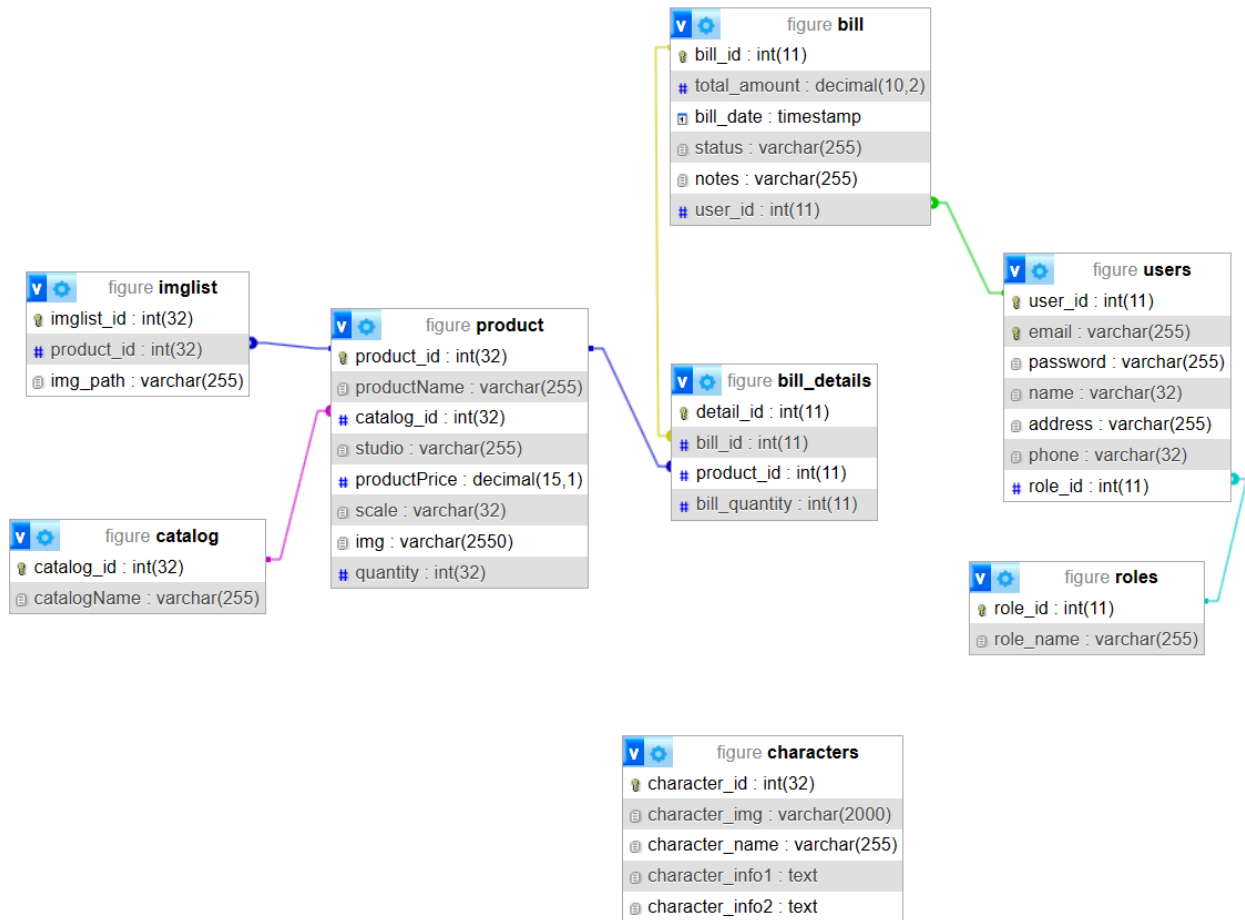 v figure bill
bill_id : int(11)
# total_amount : decimal(10,2)
bill_date : timestamp
status : varchar(255)
notes : varchar(255)
# user_id : int(11)
v figure users
user_id : int(11)
email : varchar(255)
password : varchar(255)
name : varchar(32)
address : varchar(255)
phone : varchar(32)
# role_id : int(11)
v figure imglist
imglist_id : int(32)
# product_id : int(32)
img_path : varchar(255)
v figure product
product_id : int(32)
productName : varchar(255)
# catalog_id : int(32)
studio : varchar(255)
# productPrice : decimal(15,1)
scale : varchar(32)
img : varchar(2550)
# quantity : int(32)
v figure bill_details
detail_id : int(11)
# bill_id : int(11)
# product_id : int(11)
# bill_quantity : int(11)
v figure catalog
catalog_id : int(32)
catalogName : varchar(255)
v figure roles
role_id : int(11)
role_name : varchar(255)
v figure characters
character_id : int(32)
character_img : varchar(2000)
character_name : varchar(255)
character_info1 : text
character_info2 : text